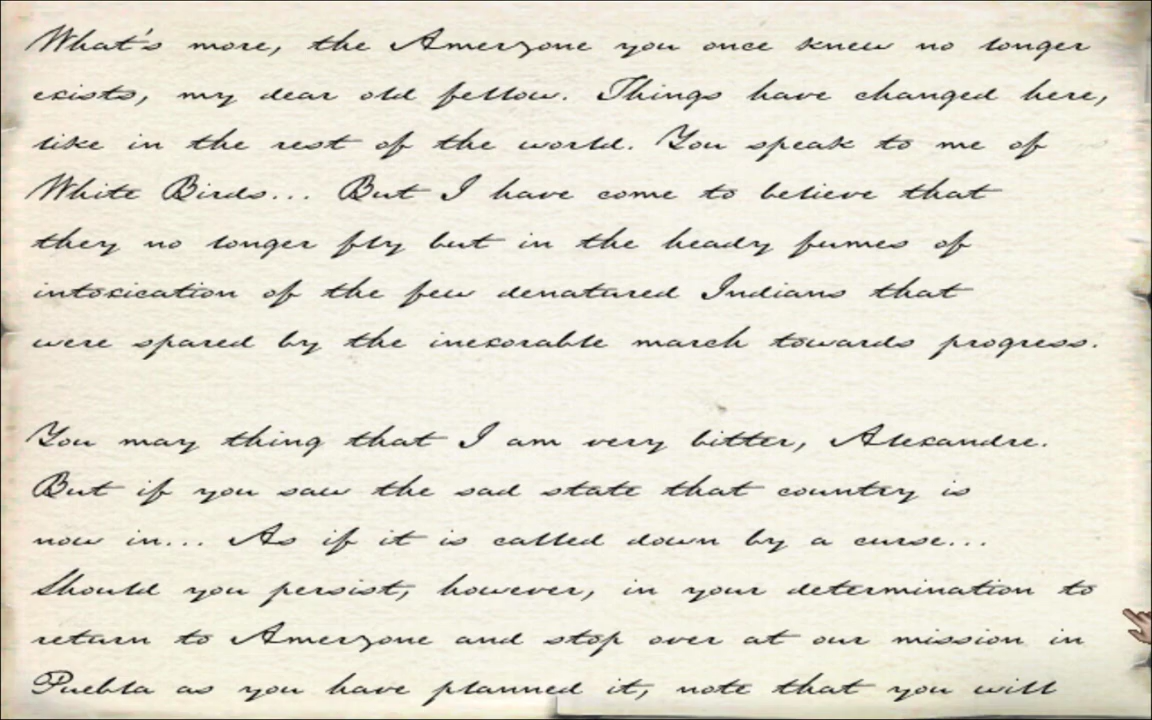 What's more, the Amerzone you once knew no longer
exists, my dear old fellow. Things have changed here,
like in the rest of the world. You speak to me of
White Birds... But I have come to believe that
they no longer fly but in the heady fumes of
intoxication of the few denatured Indians that
were spared by the inexorable march towards progress.
You may thing that I am very bitter, Alexandre.
But if you saw the sad state that country is
now in... As if it is called down by a curse...
Should you persist, however, in your determination to
return to Amerzone and stop over at our mission in
Puebla as you have planned it, note that you will